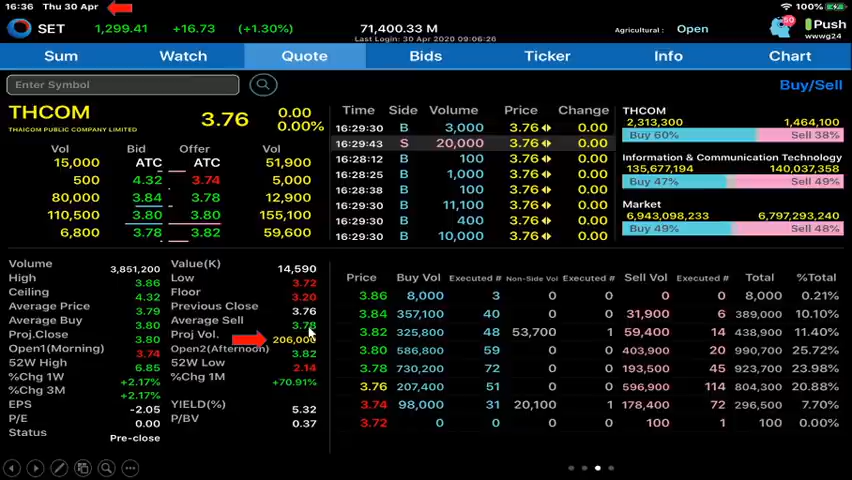 16:36 Thu 30 Apr 100%
SET 1,299.41 +16.73 (+1.30%) 71,400.33 M Agricultural : Open 50 Push
Last Login: 30 Apr 2020 09:06:26 wwwg24
Sum Watch Quote Bids Ticker Info Chart
Enter Symbol Buy/Sell
THCOM 3.76 0.00
THAICOM PUBLIC COMPANY LIMITED 0.00%
Vol Bid Offer Vol
15,000 ATC ATC 51,900
500 4.32 3.74 5,000
80,000 3.84 3.78 12,900
110,500 3.80 3.80 155,100
6,800 3.78 3.82 59,600
Time Side Volume Price Change
16:29:30 B 3,000 3.76 0.00
16:29:43 S 20,000 3.76 0.00
16:28:12 B 100 3.76 0.00
16:28:25 B 1,000 3.76 0.00
16:28:38 B 100 3.76 0.00
16:29:30 B 11,100 3.76 0.00
16:29:30 B 400 3.76 0.00
16:29:30 B 10,000 3.76 0.00
THCOM
2,313,300 1,464,100
Buy 60% Sell 38%
Information & Communication Technology
135,677,194 140,037,358
Buy 47% Sell 49%
Market
6,943,098,233 6,797,293,240
Buy 49% Sell 48%
Volume 3,851,200 Value(K) 14,590
High 3.86 Low 3.72
Ceiling 4.32 Floor 3.20
Average Price 3.79 Previous Close 3.76
Average Buy 3.80 Average Sell 3.78
Proj.Close 3.80 Proj Vol. 206,000
Open1(Morning) 3.74 Open2(Afternoon) 3.82
52W High 6.85 52W Low 2.14
%Chg 1W +2.17% %Chg 1M +70.91%
%Chg 3M +2.17%
EPS -2.05 YIELD(%) 5.32
P/E 0.00 P/BV 0.37
Status Pre-close
Price Buy Vol Executed # Non-Side Vol Executed # Sell Vol Executed # Total %Total
3.86 8,000 3 0 0 0 0 8,000 0.21%
3.84 357,100 40 0 0 31,900 6 389,000 10.10%
3.82 325,800 48 53,700 1 59,400 14 438,900 11.40%
3.80 586,800 59 0 0 403,900 20 990,700 25.72%
3.78 730,200 72 0 0 193,500 45 923,700 23.98%
3.76 207,400 51 0 0 596,900 114 804,300 20.88%
3.74 98,000 31 20,100 1 178,400 72 296,500 7.70%
3.72 0 0 0 0 100 1 100 0.00%